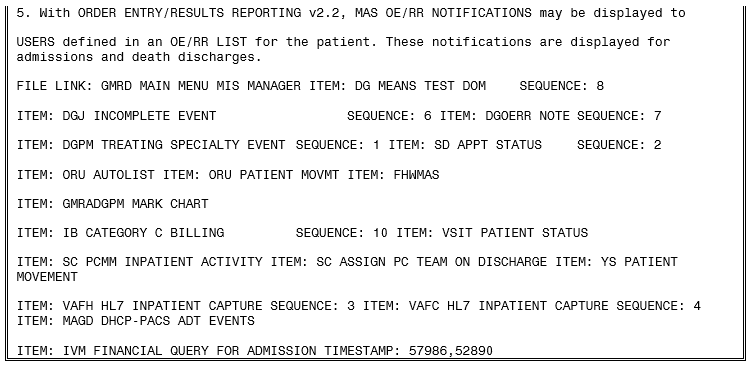 5. With ORDER ENTRY/RESULTS REPORTING v2.2, MAS OE/RR NOTIFICATIONS may be displayed to
USERS defined in an OE/RR LIST for the patient. These notifications are displayed for
admissions and death discharges.
FILE LINK: GMRD MAIN MENU MIS MANAGER ITEM: DG MEANS TEST DOM SEQUENCE: 8
ITEM: DGJ INCOMPLETE EVENT SEQUENCE: 6 ITEM: DGOERR NOTE SEQUENCE: 7
ITEM: DGPM TREATING SPECIALTY EVENT SEQUENCE: 1 ITEM: SD APPT STATUS SEQUENCE: 2
ITEM: ORU AUTOLIST ITEM: ORU PATIENT MOVMT ITEM: FHWMAS
ITEM: GMRADGPM MARK CHART
ITEM: IB CATEGORY C BILLING SEQUENCE: 10 ITEM: VSIT PATIENT STATUS
ITEM: SC PCMM INPATIENT ACTIVITY ITEM: SC ASSIGN PC TEAM ON DISCHARGE ITEM: YS PATIENT
MOVEMENT
ITEM: VAFH HL7 INPATIENT CAPTURE SEQUENCE: 3 ITEM: VAFC HL7 INPATIENT CAPTURE SEQUENCE: 4
ITEM: MAGD DHCP-PACS ADT EVENTS
ITEM: IVM FINANCIAL QUERY FOR ADMISSION TIMESTAMP: 57986,52890